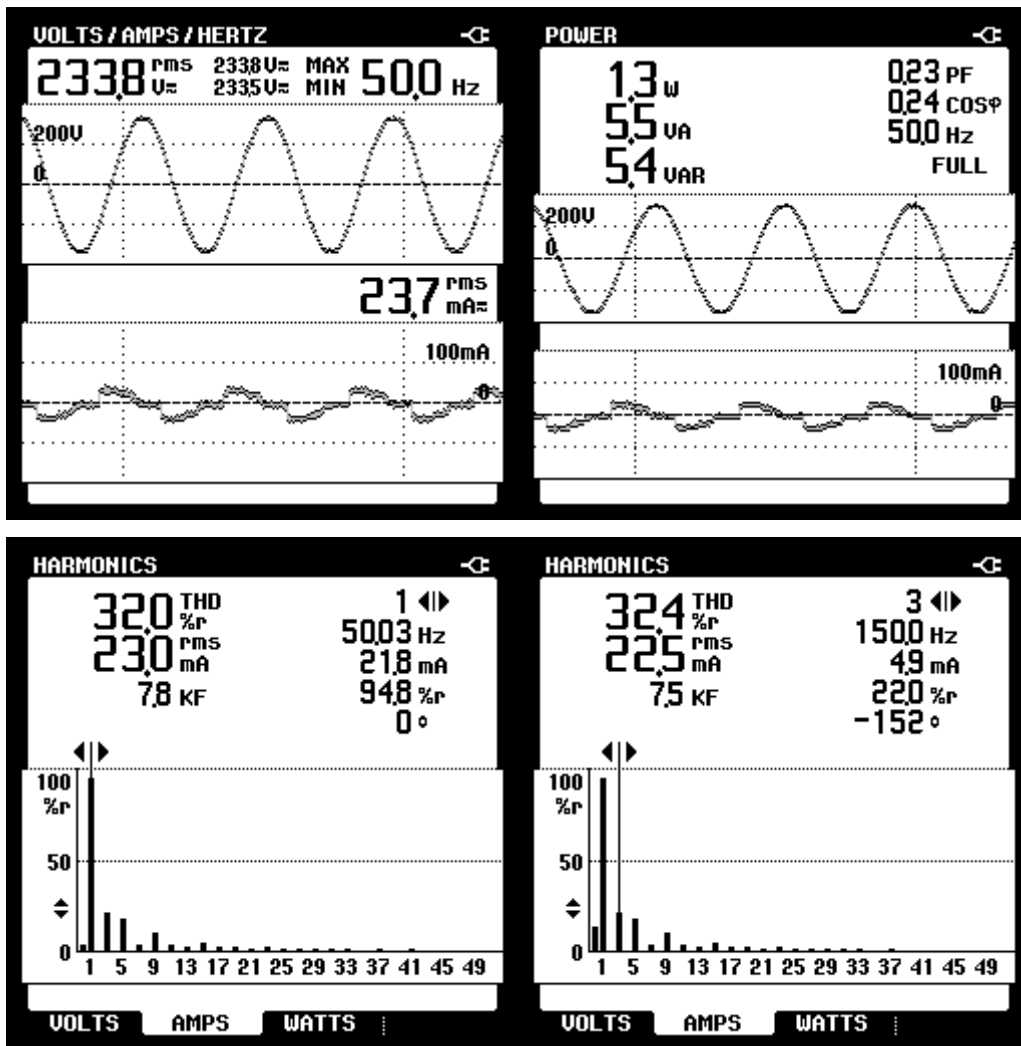 VOLTS / AMPS / HERTZ
233.8 rms V≂ 233.8 V≂ MAX 50.0 Hz
233.5 V≂ MIN
200V
0
23.7 rms mA≂
100mA
0
POWER
1.3 W 0.23 PF
5.5 VA 0.24 COSφ
5.4 VAR 50.0 Hz
FULL
200V
0
100mA
0
HARMONICS
32.0 THD %r 1
50.03 Hz
23.0 rms mA 21.8 mA
7.8 KF 94.8 %r
0 °
100
%r
50
0
1 5 9 13 17 21 25 29 33 37 41 45 49
VOLTS AMPS WATTS
HARMONICS
32.4 THD %r 3
150.0 Hz
22.5 rms mA 4.9 mA
7.5 KF 22.0 %r
-152 °
100
%r
50
0
1 5 9 13 17 21 25 29 33 37 41 45 49
VOLTS AMPS WATTS